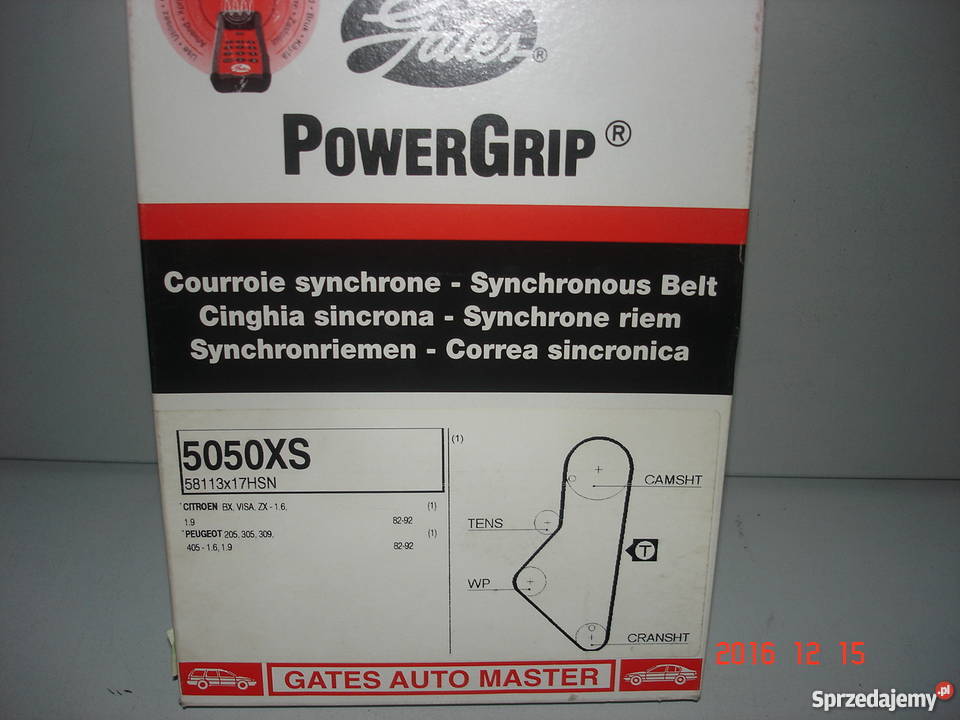 Gates®
POWERGRIP®
Courroie synchrone - Synchronous Belt
Cinghia sincrona - Synchrone riem
Synchronriemen - Correa sincronica
5050XS
58113x17HSN
(1)
*CITROEN BX, VISA, ZX - 1.6, (1)
1.9 82-92
*PEUGEOT 205, 305, 309, (1)
405 - 1.6, 1.9 82-92
CAMSHT
TENS
T
WP
CRANSHT
GATES AUTO MASTER
2016 12 15
Sprzedajemy.pl